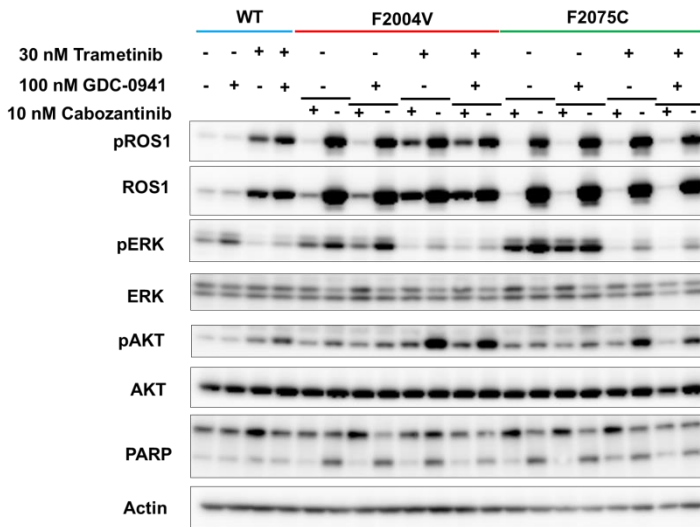 WT F2004V F2075C
30 nM Trametinib - - + + - - + + - - + +
100 nM GDC-0941 - + - + - + - + - + - +
10 nM Cabozantinib + - + - + - + - + - + - + - + -
pROS1
ROS1
pERK
ERK
pAKT
AKT
PARP
Actin